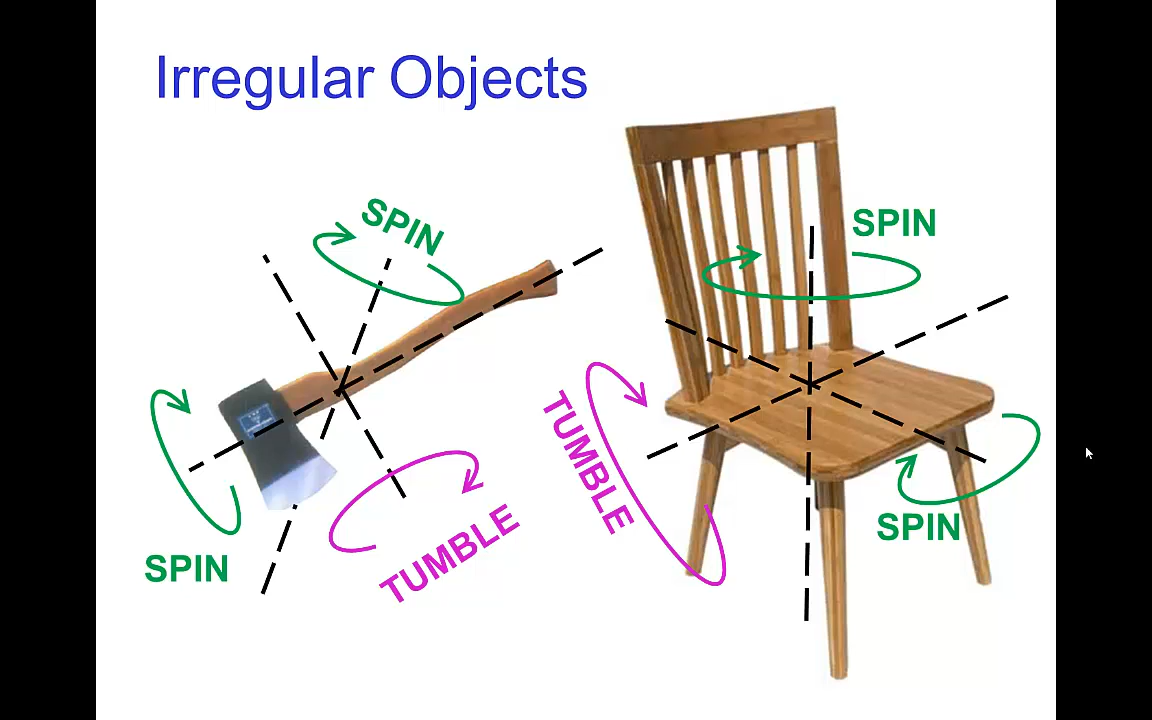 Irregular Objects
SPIN
SPIN
TUMBLE
SPIN
TUMBLE
SPIN